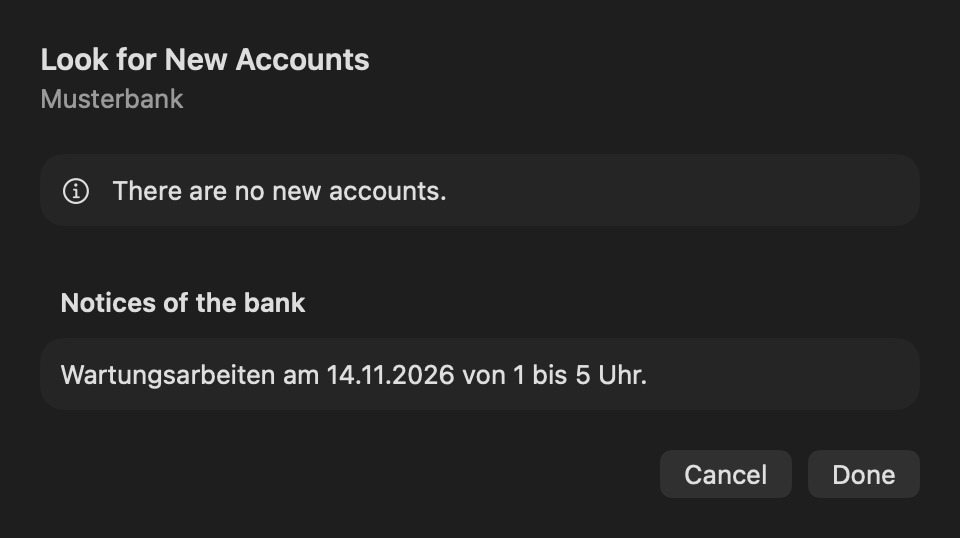 Look for New Accounts
Musterbank
There are no new accounts.
Notices of the bank
Wartungsarbeiten am 14.11.2026 von 1 bis 5 Uhr.
Cancel Done